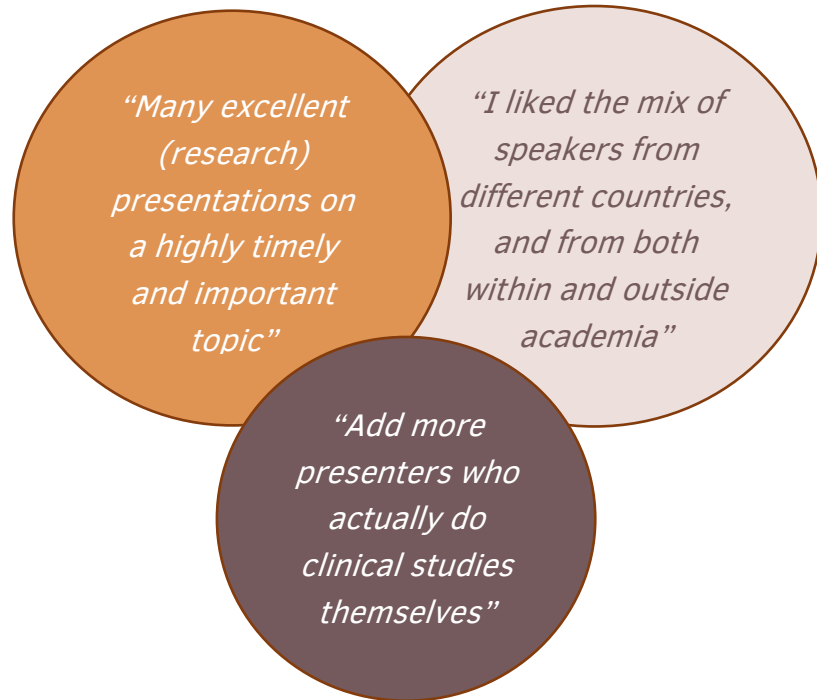 “Many excellent
(research)
presentations on
a highly timely
and important
topic”
“I liked the mix of
speakers from
different countries,
and from both
within and outside
academia”
“Add more
presenters who
actually do
clinical studies
themselves”